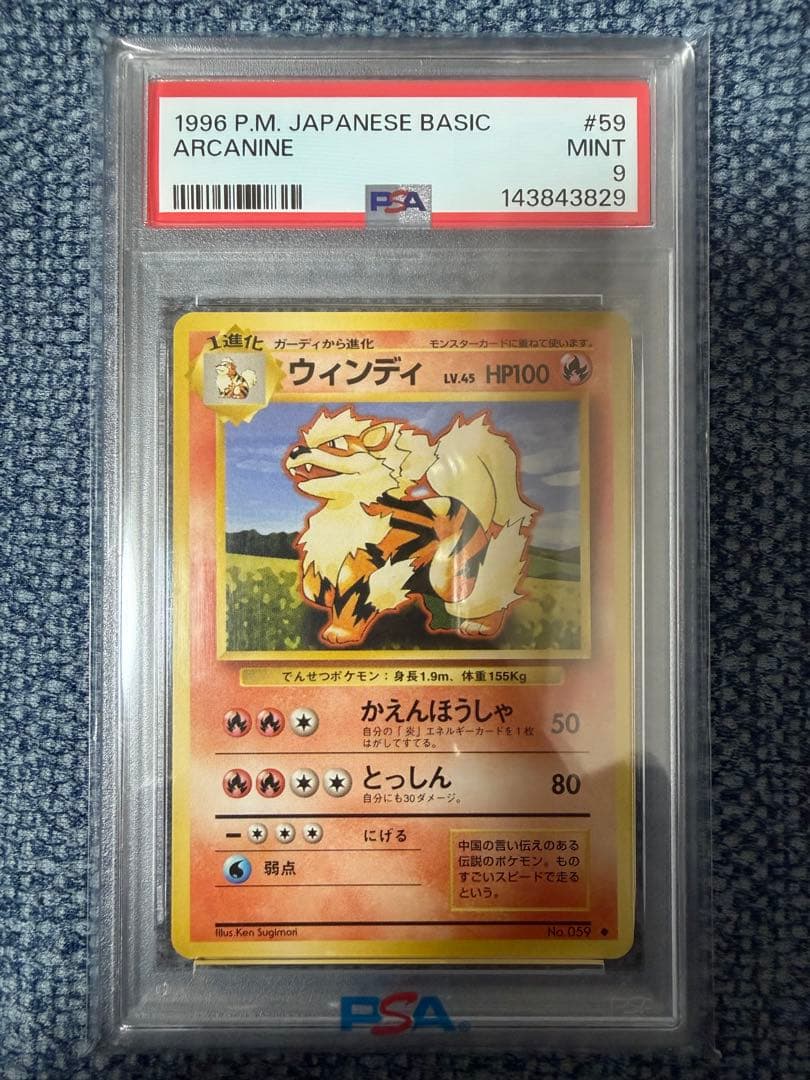 1996 P.M. JAPANESE BASIC #59
ARCANINE MINT
9
PSA 143843829
1進化 ガーディから進化 モンスターカードに重ねて使います。
ウィンディ LV.45 HP100
でんせつポケモン：身長1.9m、体重155Kg
かえんほうしゃ 50
自分の「炎」エネルギーカードを1枚
はがしてすてる。
とっしん 80
自分にも30ダメージ。
にげる
弱点
中国の言い伝えのある
伝説のポケモン。もの
すごいスピードで走る
という。
Illus.Ken Sugimori No.059
PSA®